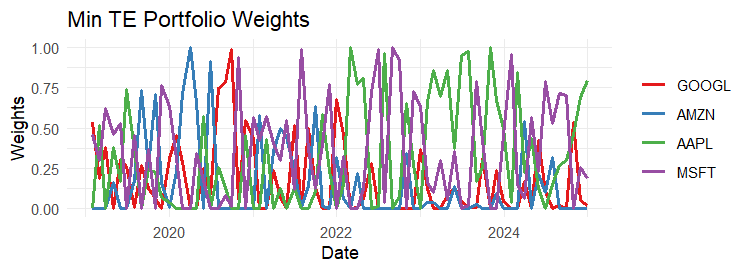 Min TE Portfolio Weights
1.00
0.75
0.50
0.25
0.00
Weights
2020
2022
2024
Date
GOOGL
AMZN
AAPL
MSFT